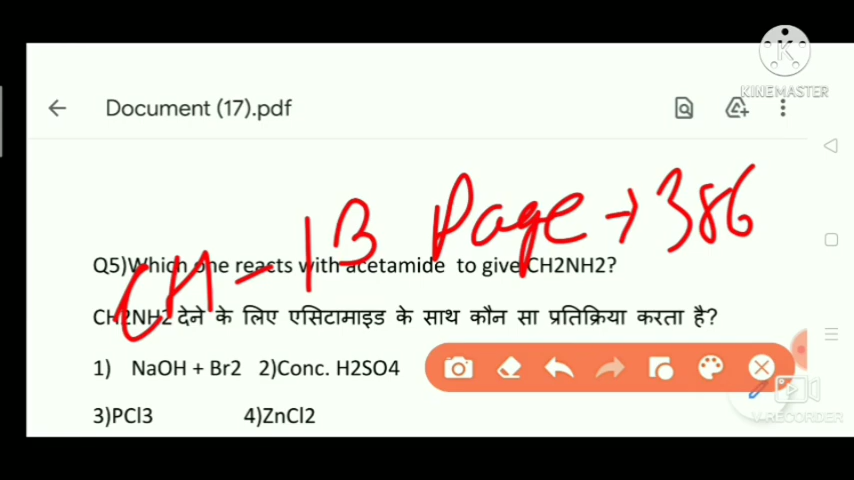 KINEMASTER
Document (17).pdf
CH-13 Page → 386
Q5)Which one reacts with acetamide to give CH2NH2?
CH2NH2 देने के लिए एसिटामाइड के साथ कौन सा प्रतिक्रिया करता है?
1) NaOH + Br2 2)Conc. H2SO4
3)PCl3 4)ZnCl2
V-RECORDER